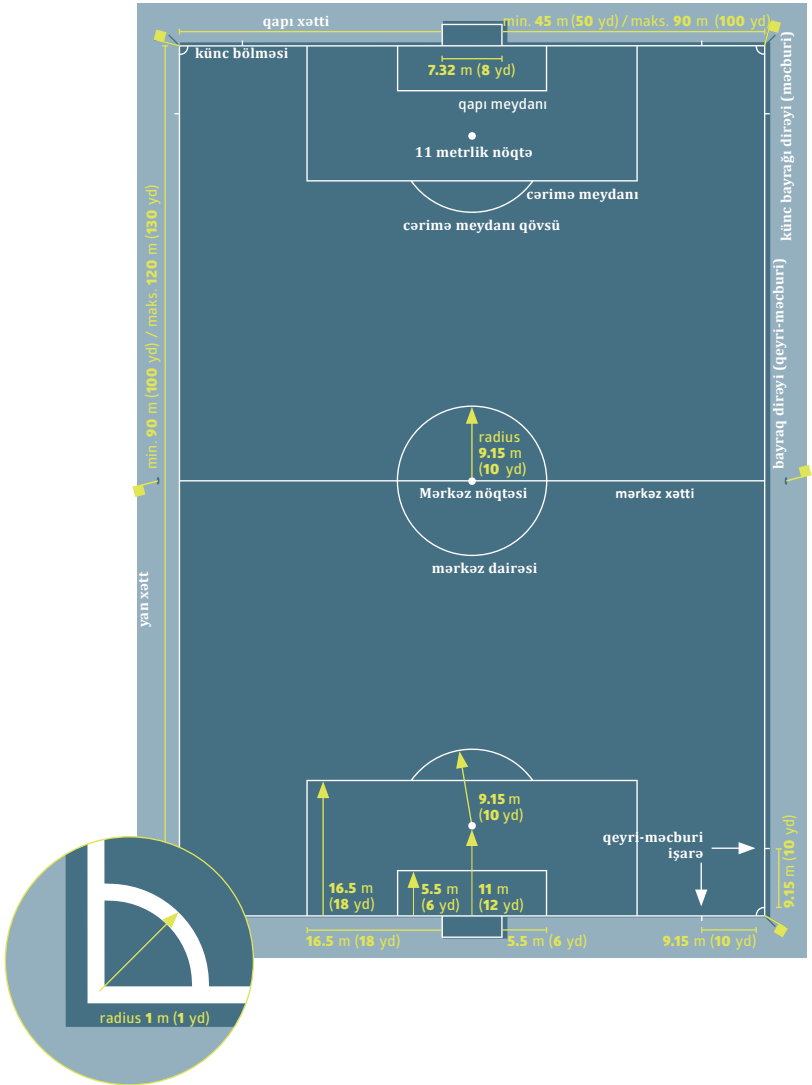 qapı xətti
min. 45 m (50 yd) / maks. 90 m (100 yd)
künc bölməsi
7.32 m (8 yd)
qapı meydanı
11 metrlik nöqtə
cərimə meydanı
cərimə meydanı qövsü
künc bayrağı dirəyi (məcburi)
min. 90 m (100 yd) / maks. 120 m (130 yd)
bayraq dirəyi (qeyri-məcburi)
radius
9.15 m
(10 yd)
Mərkəz nöqtəsi
mərkəz xətti
mərkəz dairəsi
yan xətt
9.15 m
(10 yd)
qeyri-məcburi
işarə
9.15 m (10 yd)
16.5 m
(18 yd)
5.5 m
(6 yd)
11 m
(12 yd)
16.5 m (18 yd)
5.5 m (6 yd)
9.15 m (10 yd)
radius 1 m (1 yd)